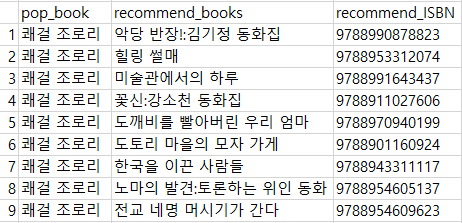 pop_book recommend_books recommend_ISBN
1 쾌걸 조로리 악당 반장!:김기정 동화집 9788990878823
2 쾌걸 조로리 힐링 썰매 9788953312074
3 쾌걸 조로리 미술관에서의 하루 9788991643437
4 쾌걸 조로리 꽃신:강소천 동화집 9788911027606
5 쾌걸 조로리 도깨비를 빨아버린 우리 엄마 9788970940199
6 쾌걸 조로리 도토리 마을의 모자 가게 9788901160924
7 쾌걸 조로리 한국을 이끈 사람들 9788943311117
8 쾌걸 조로리 노마의 발견:토론하는 위인 동화 9788954605137
9 쾌걸 조로리 전교 네명 머시기가 간다 9788954609623